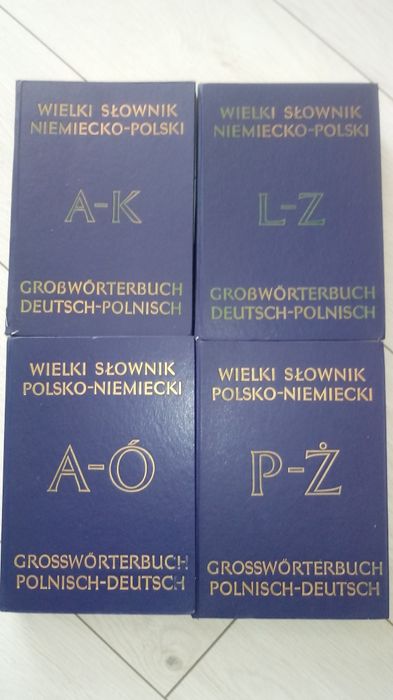 WIELKI SŁOWNIK
NIEMIECKO-POLSKI
A-K
GROßWÖRTERBUCH
DEUTSCH-POLNISCH
WIELKI SŁOWNIK
NIEMIECKO-POLSKI
L-Z
GROßWÖRTERBUCH
DEUTSCH-POLNISCH
WIELKI SŁOWNIK
POLSKO-NIEMIECKI
A-Ó
GROSSWÖRTERBUCH
POLNISCH-DEUTSCH
WIELKI SŁOWNIK
POLSKO-NIEMIECKI
P-Ż
GROSSWÖRTERBUCH
POLNISCH-DEUTSCH